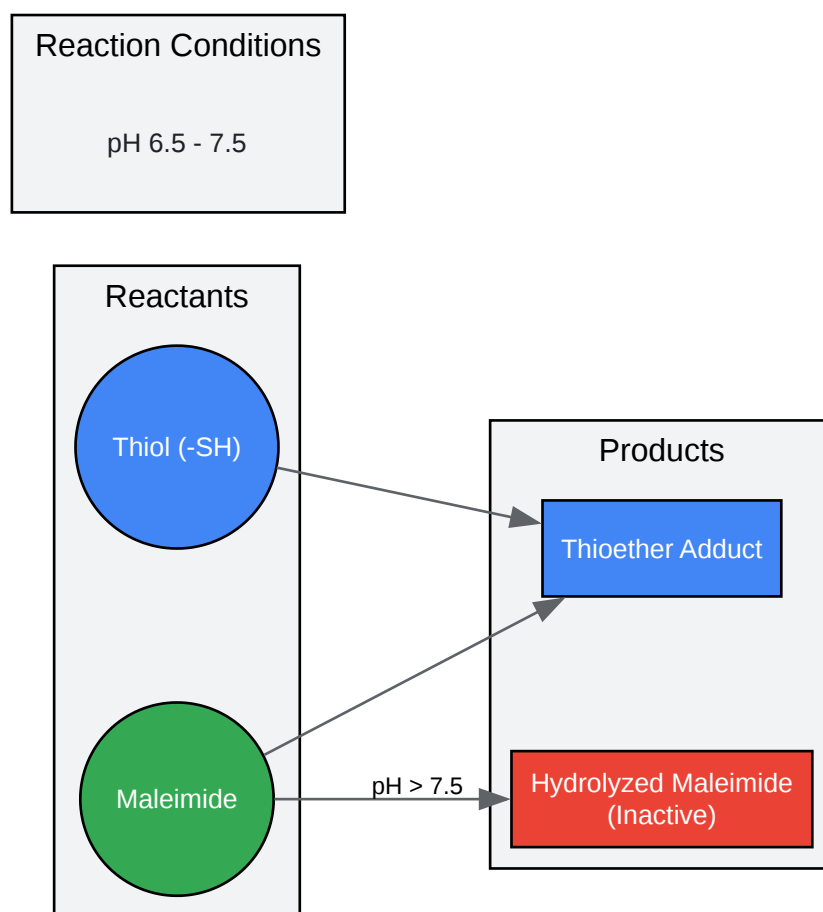 Reaction Conditions
pH 6.5 - 7.5
Reactants
Thiol (-SH)
Products
Thioether Adduct
Maleimide
pH > 7.5
Hydrolyzed Maleimide
(Inactive)